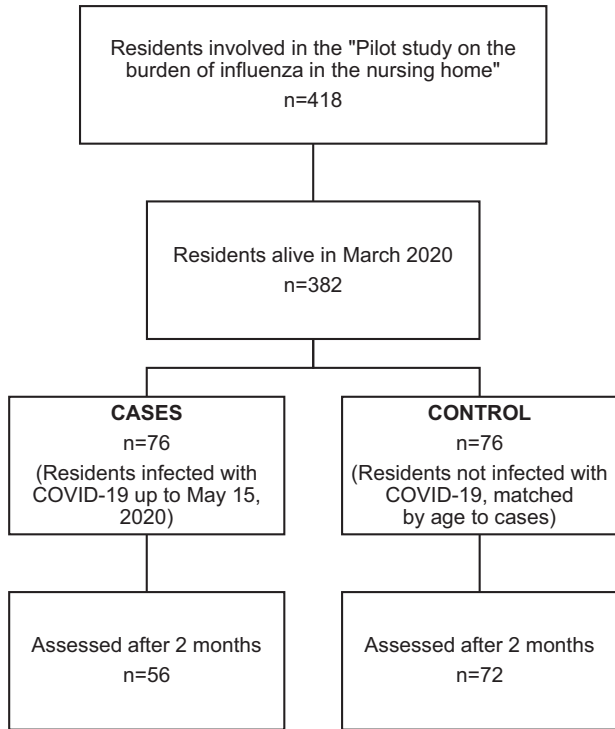 Residents involved in the "Pilot study on the
burden of influenza in the nursing home"
n=418
Residents alive in March 2020
n=382
CASES
n=76
(Residents infected with
COVID-19 up to May 15,
2020)
CONTROL
n=76
(Residents not infected with
COVID-19, matched
by age to cases)
Assessed after 2 months
n=56
Assessed after 2 months
n=72